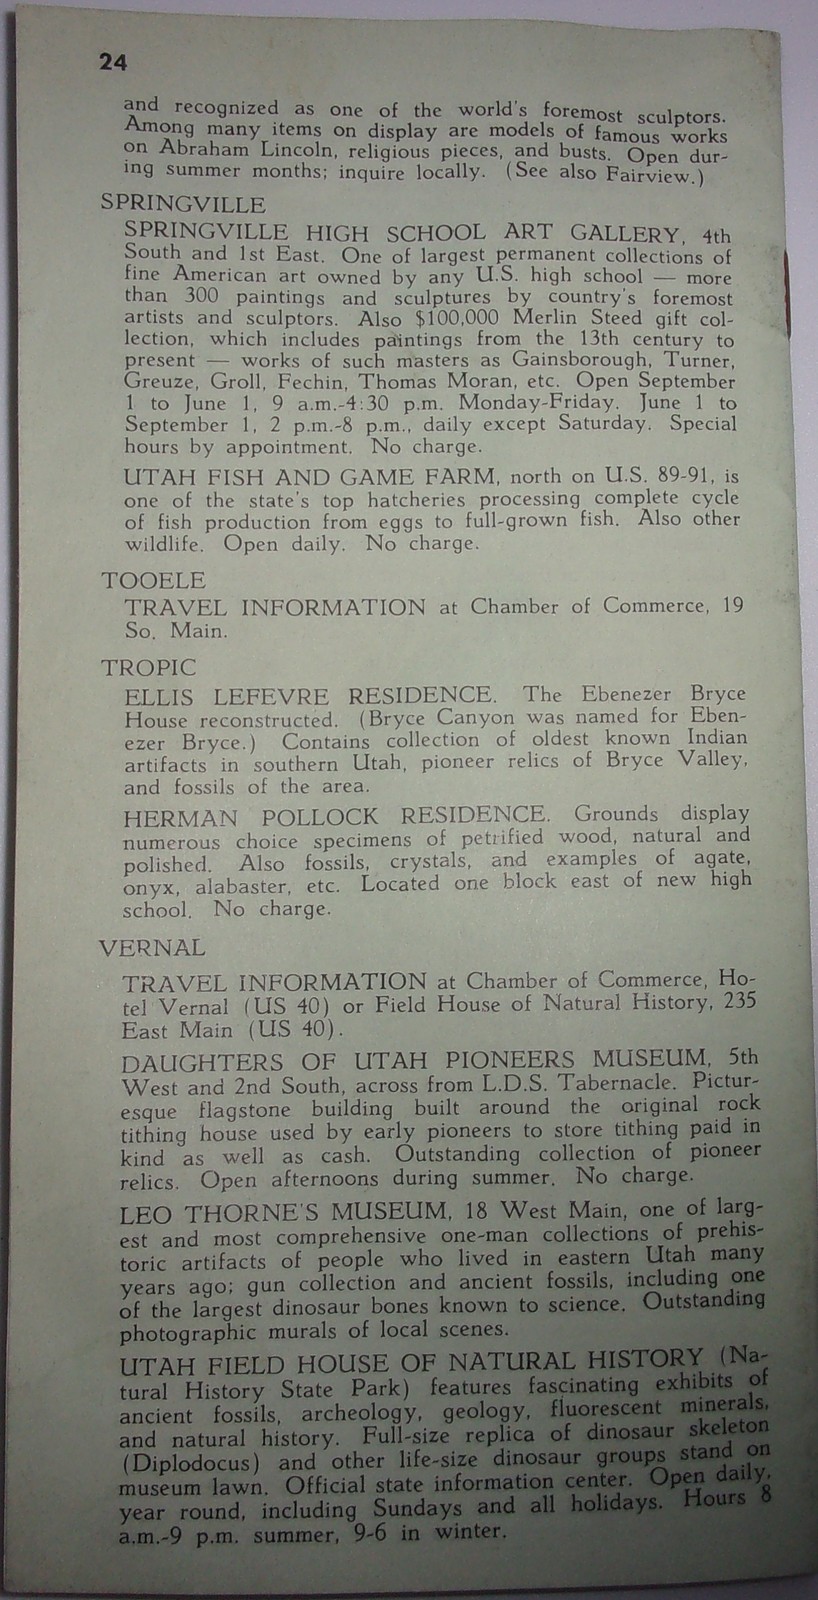 24
and recognized as one of the world's foremost sculptors.
Among many items on display are models of famous works
on Abraham Lincoln, religious pieces, and busts. Open dur-
ing summer months; inquire locally. (See also Fairview.)
SPRINGVILLE
SPRINGVILLE HIGH SCHOOL ART GALLERY, 4th
South and 1st East. One of largest permanent collections of
fine American art owned by any U.S. high school — more
than 300 paintings and sculptures by country's foremost
artists and sculptors. Also $100,000 Merlin Steed gift col-
lection, which includes paintings from the 13th century to
present — works of such masters as Gainsborough, Turner,
Greuze, Groll, Fechin, Thomas Moran, etc. Open September
1 to June 1, 9 a.m.-4:30 p.m. Monday-Friday. June 1 to
September 1, 2 p.m.-8 p.m., daily except Saturday. Special
hours by appointment. No charge.
UTAH FISH AND GAME FARM, north on U.S. 89-91, is
one of the state's top hatcheries processing complete cycle
of fish production from eggs to full-grown fish. Also other
wildlife. Open daily. No charge.
TOOELE
TRAVEL INFORMATION at Chamber of Commerce, 19
So. Main.
TROPIC
ELLIS LEFEVRE RESIDENCE. The Ebenezer Bryce
House reconstructed. (Bryce Canyon was named for Eben-
ezer Bryce.) Contains collection of oldest known Indian
artifacts in southern Utah, pioneer relics of Bryce Valley,
and fossils of the area.
HERMAN POLLOCK RESIDENCE. Grounds display
numerous choice specimens of petrified wood, natural and
polished. Also fossils, crystals, and examples of agate,
onyx, alabaster, etc. Located one block east of new high
school. No charge.
VERNAL
TRAVEL INFORMATION at Chamber of Commerce, Ho-
tel Vernal (US 40) or Field House of Natural History, 235
East Main (US 40).
DAUGHTERS OF UTAH PIONEERS MUSEUM, 5th
West and 2nd South, across from L.D.S. Tabernacle. Pictur-
esque flagstone building built around the original rock
tithing house used by early pioneers to store tithing paid in
kind as well as cash. Outstanding collection of pioneer
relics. Open afternoons during summer. No charge.
LEO THORNE'S MUSEUM, 18 West Main, one of larg-
est and most comprehensive one-man collections of prehis-
toric artifacts of people who lived in eastern Utah many
years ago; gun collection and ancient fossils, including one
of the largest dinosaur bones known to science. Outstanding
photographic murals of local scenes.
UTAH FIELD HOUSE OF NATURAL HISTORY (Na-
tural History State Park) features fascinating exhibits of
ancient fossils, archeology, geology, fluorescent minerals,
and natural history. Full-size replica of dinosaur skeleton
(Diplodocus) and other life-size dinosaur groups stand on
museum lawn. Official state information center. Open daily,
year round, including Sundays and all holidays. Hours 8
a.m.-9 p.m. summer, 9-6 in winter.